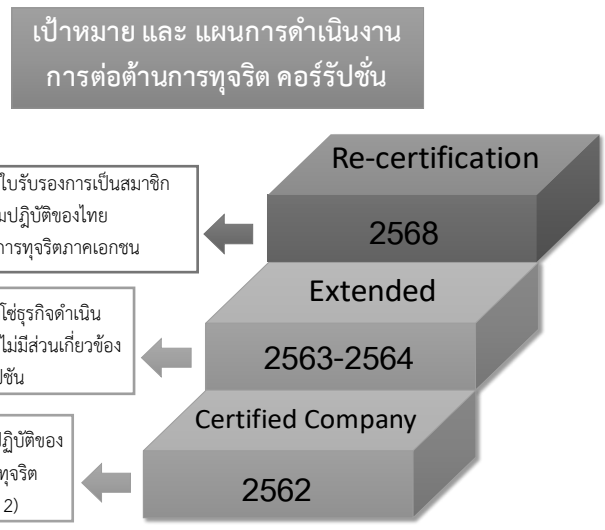 เป้าหมาย และ แผนการดำเนินงาน
การต่อต้านการทุจริต คอร์รัปชั่น
Re-certification
ใบรับรองการเป็นสมาชิก
มปฎิบัติของไทย
การทุจริตภาคเอกชน
2568
Extended
โซ่ธุรกิจดำเนิน
ไม่มีส่วนเกี่ยวข้อง
ปชัน
2563-2564
Certified Company
ปฏิบัติของ
ทุจริต
2)
2562